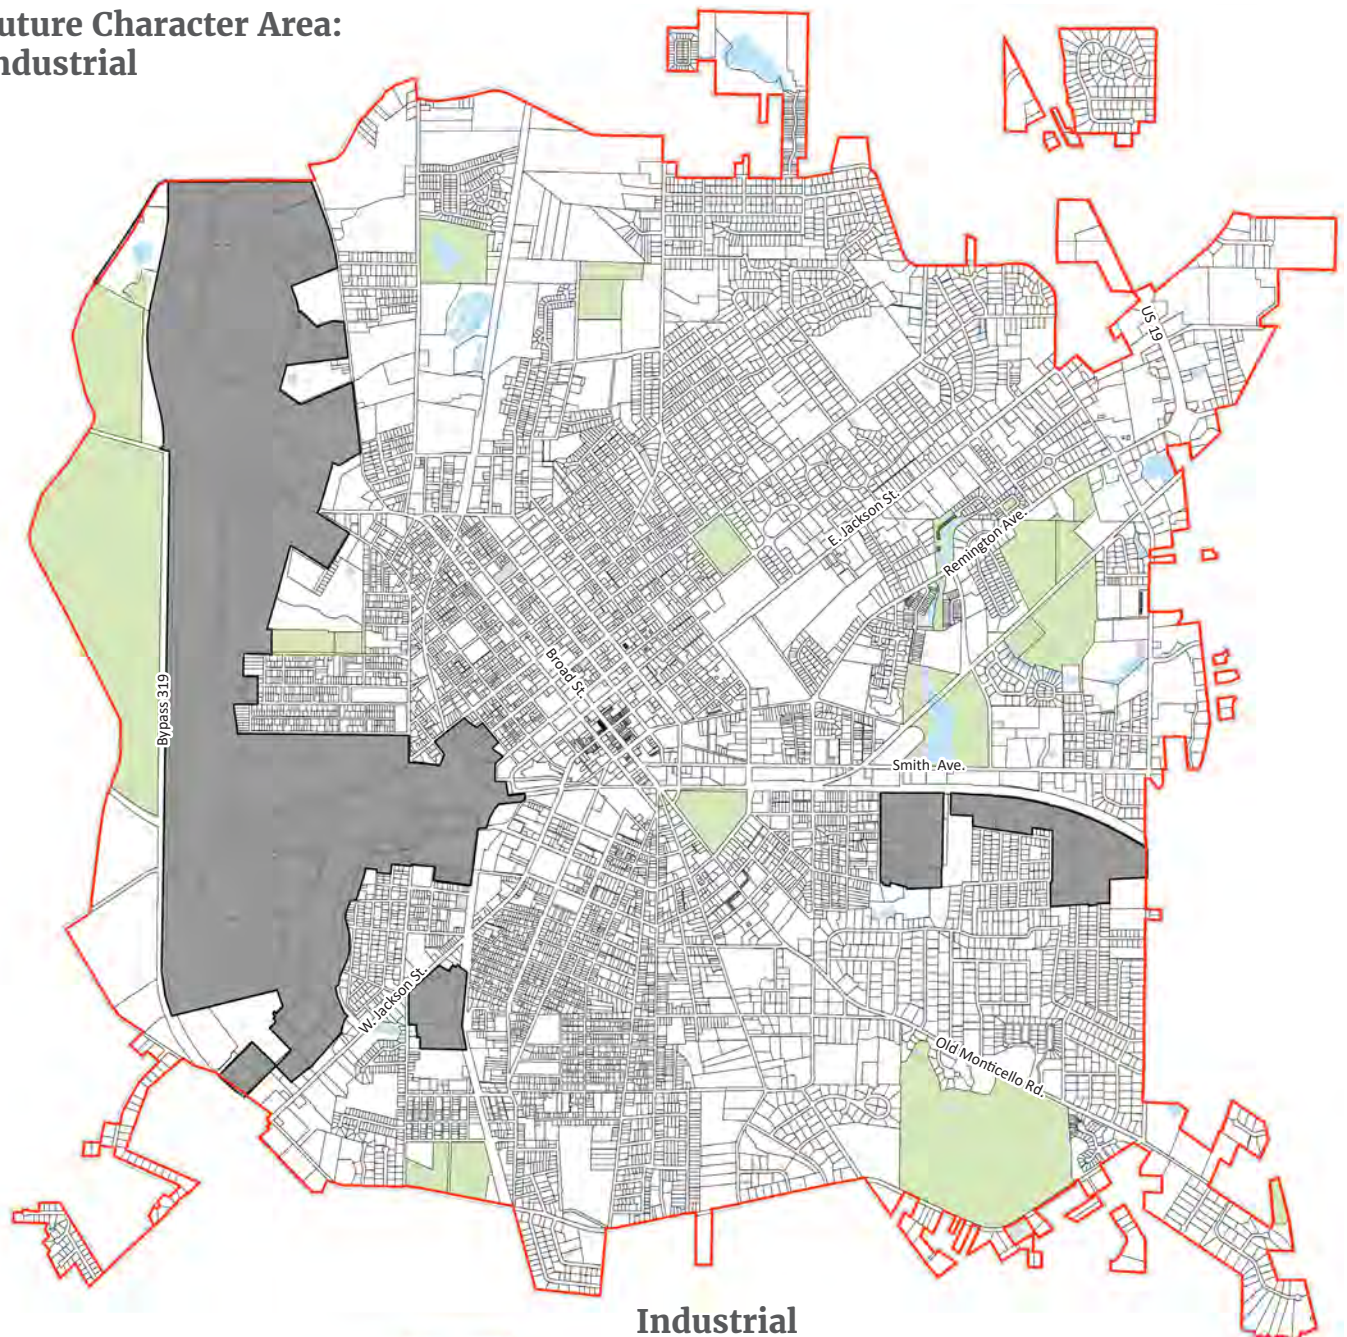 uture Character Area:
ndustrial
US 19
E. Jackson St.
Remington Ave.
Broad St.
Bypass 319
Smith Ave.
W. Jackson St.
Old Monticello Rd.
Industrial